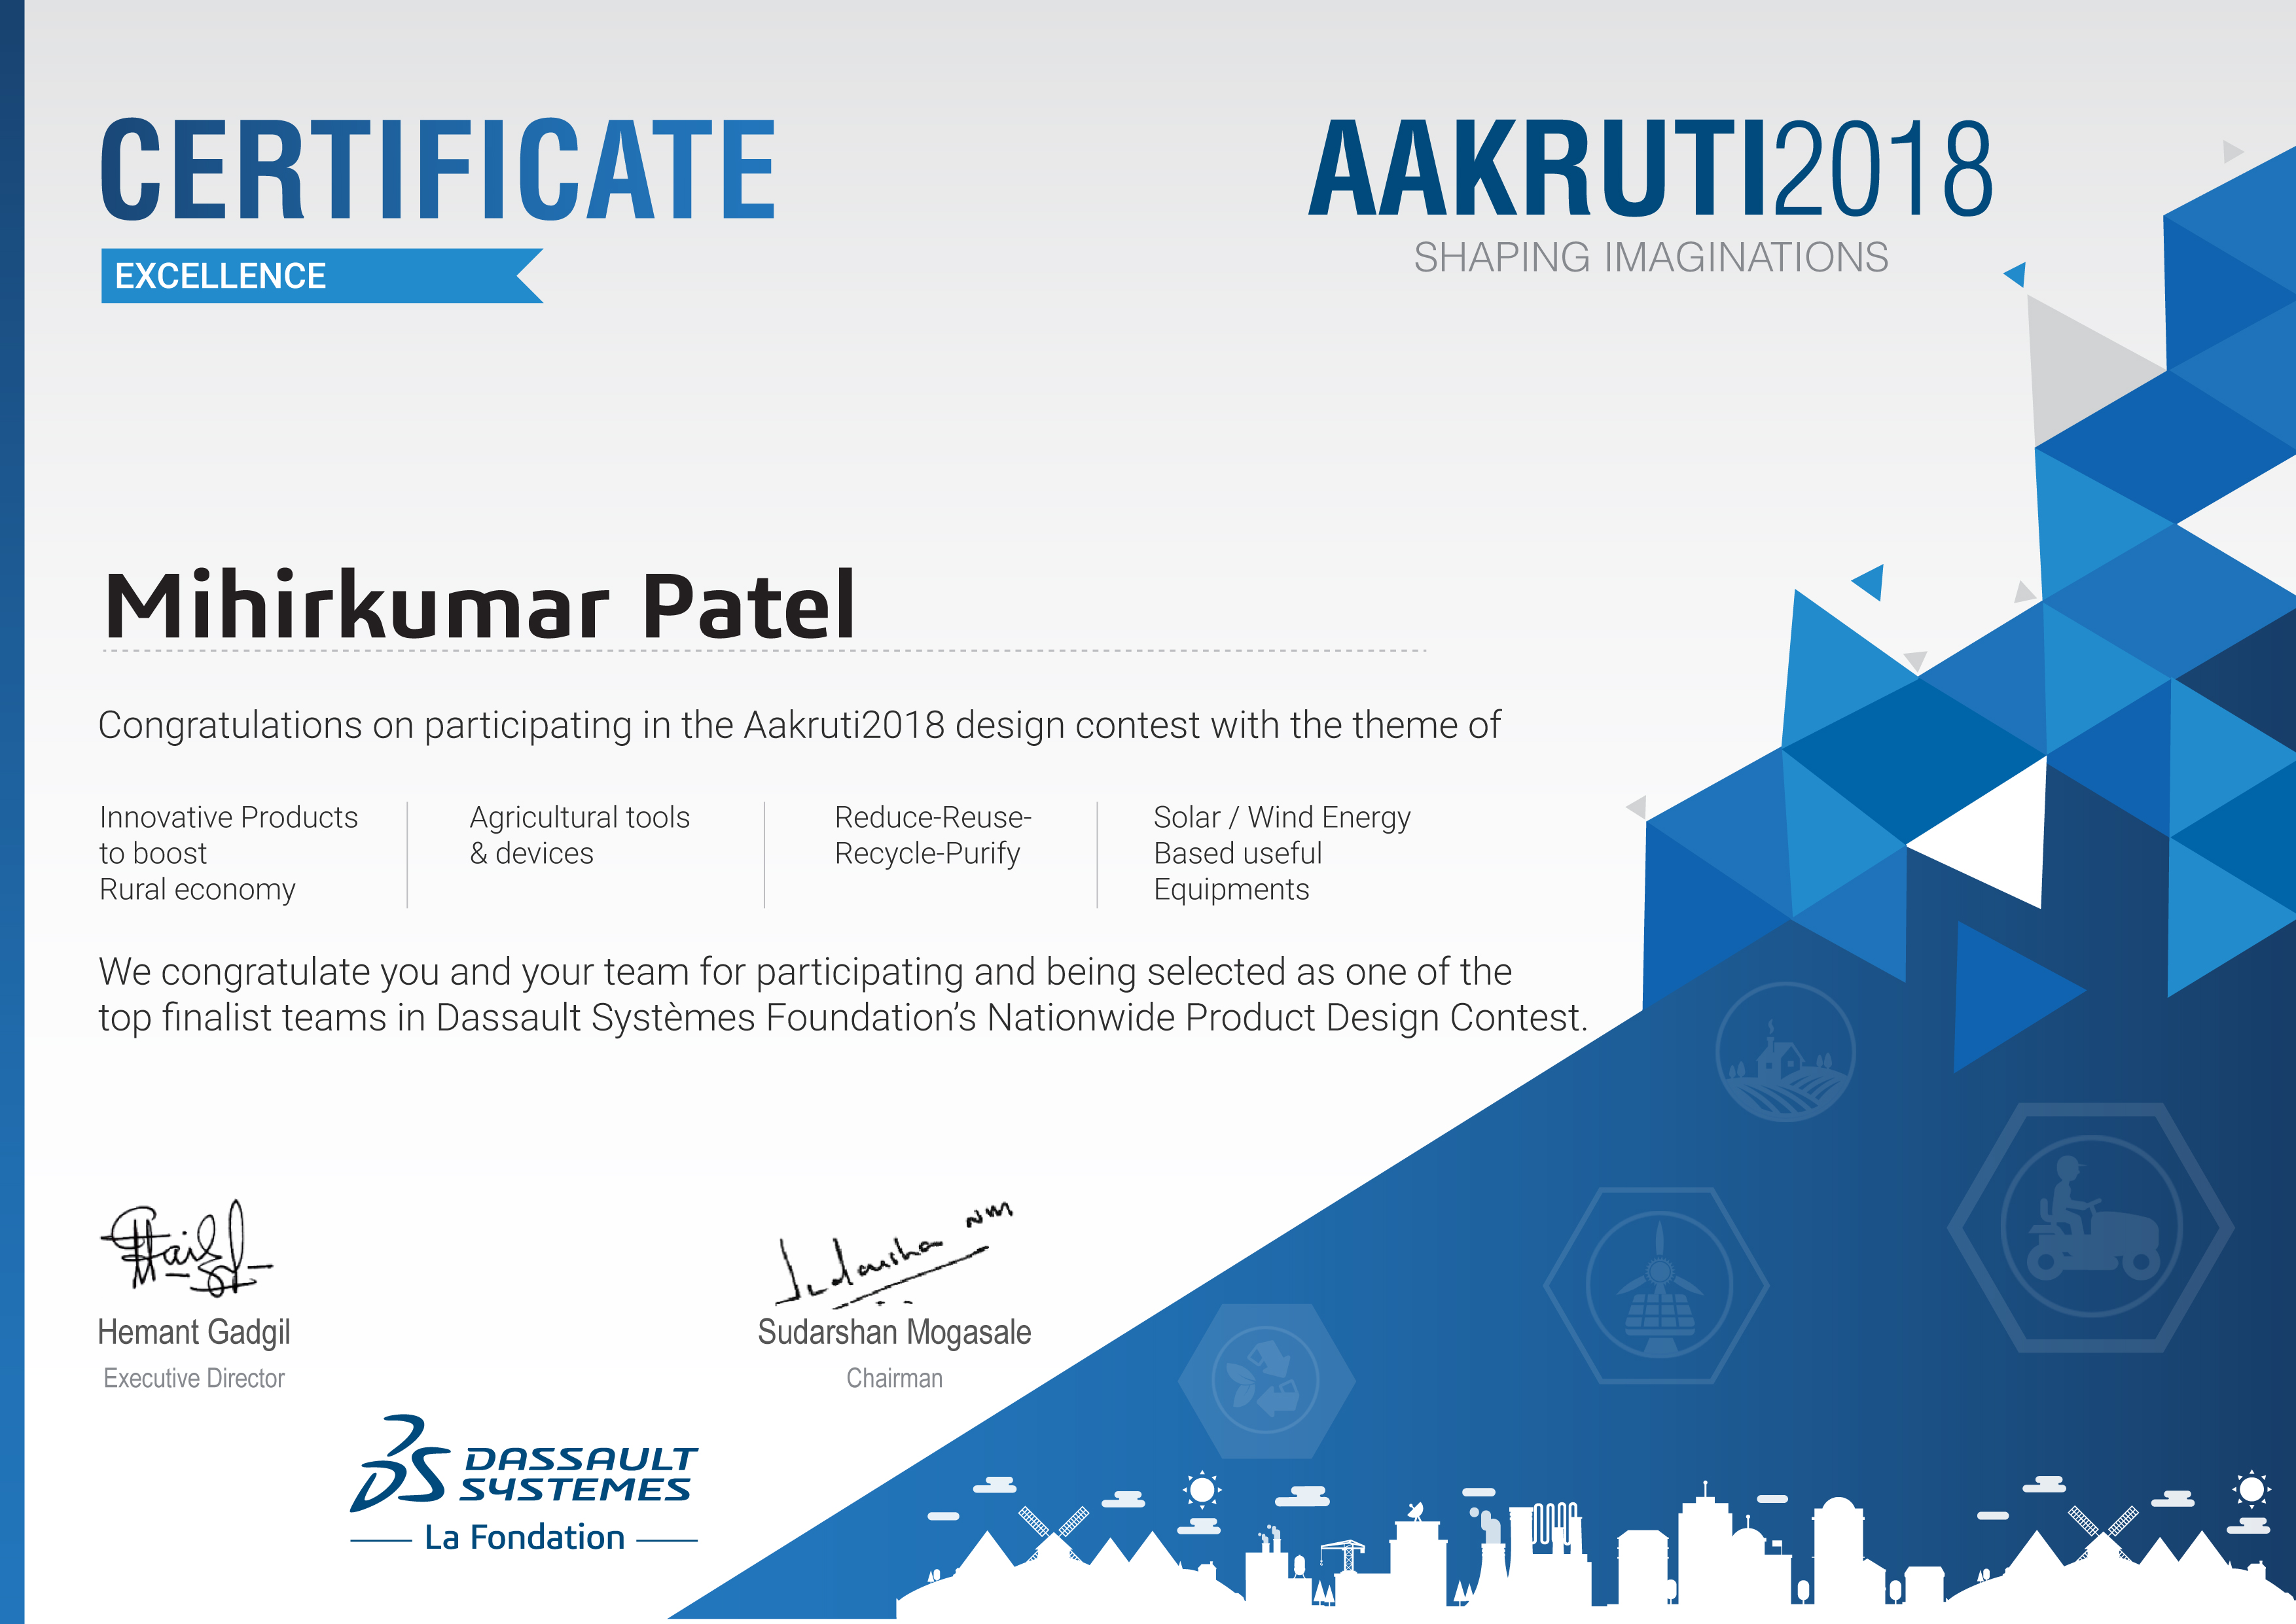 CERTIFICATE
EXCELLENCE
AAKRUTI2018
SHAPING IMAGINATIONS
Mihirkumar Patel
Congratulations on participating in the Aakruti2018 design contest with the theme of
Innovative Products
to boost
Rural economy
Agricultural tools
& devices
Reduce-Reuse-
Recycle-Purify
Solar / Wind Energy
Based useful
Equipments
We congratulate you and your team for participating and being selected as one of the
top finalist teams in Dassault Systèmes Foundation’s Nationwide Product Design Contest.
Hemant Gadgil
Executive Director
Sudarshan Mogasale
Chairman
DASSAULT
SYSTEMES
La Fondation